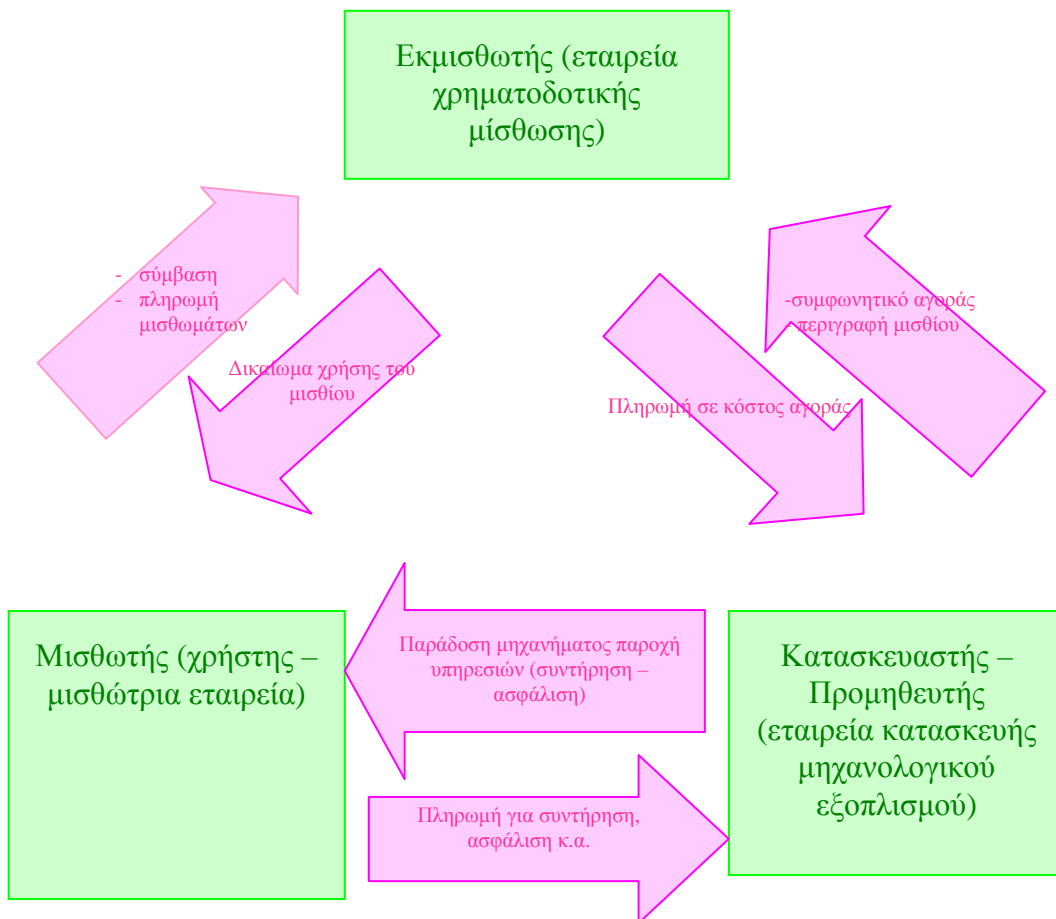 Εκμισθωτής (εταιρεία
χρηματοδοτικής
μίσθωσης)
- σύμβαση
- πληρωμή
μισθωμάτων
-συμφωνητικό αγοράς
- περιγραφή μισθίου
Δικαίωμα χρήσης του
μισθίου
Πληρωμή σε κόστος αγοράς
Μισθωτής (χρήστης –
μισθώτρια εταιρεία)
Παράδοση μηχανήματος παροχή
υπηρεσιών (συντήρηση –
ασφάλιση)
Κατασκευαστής –
Προμηθευτής
(εταιρεία κατασκευής
μηχανολογικού
εξοπλισμού)
Πληρωμή για συντήρηση,
ασφάλιση κ.α.